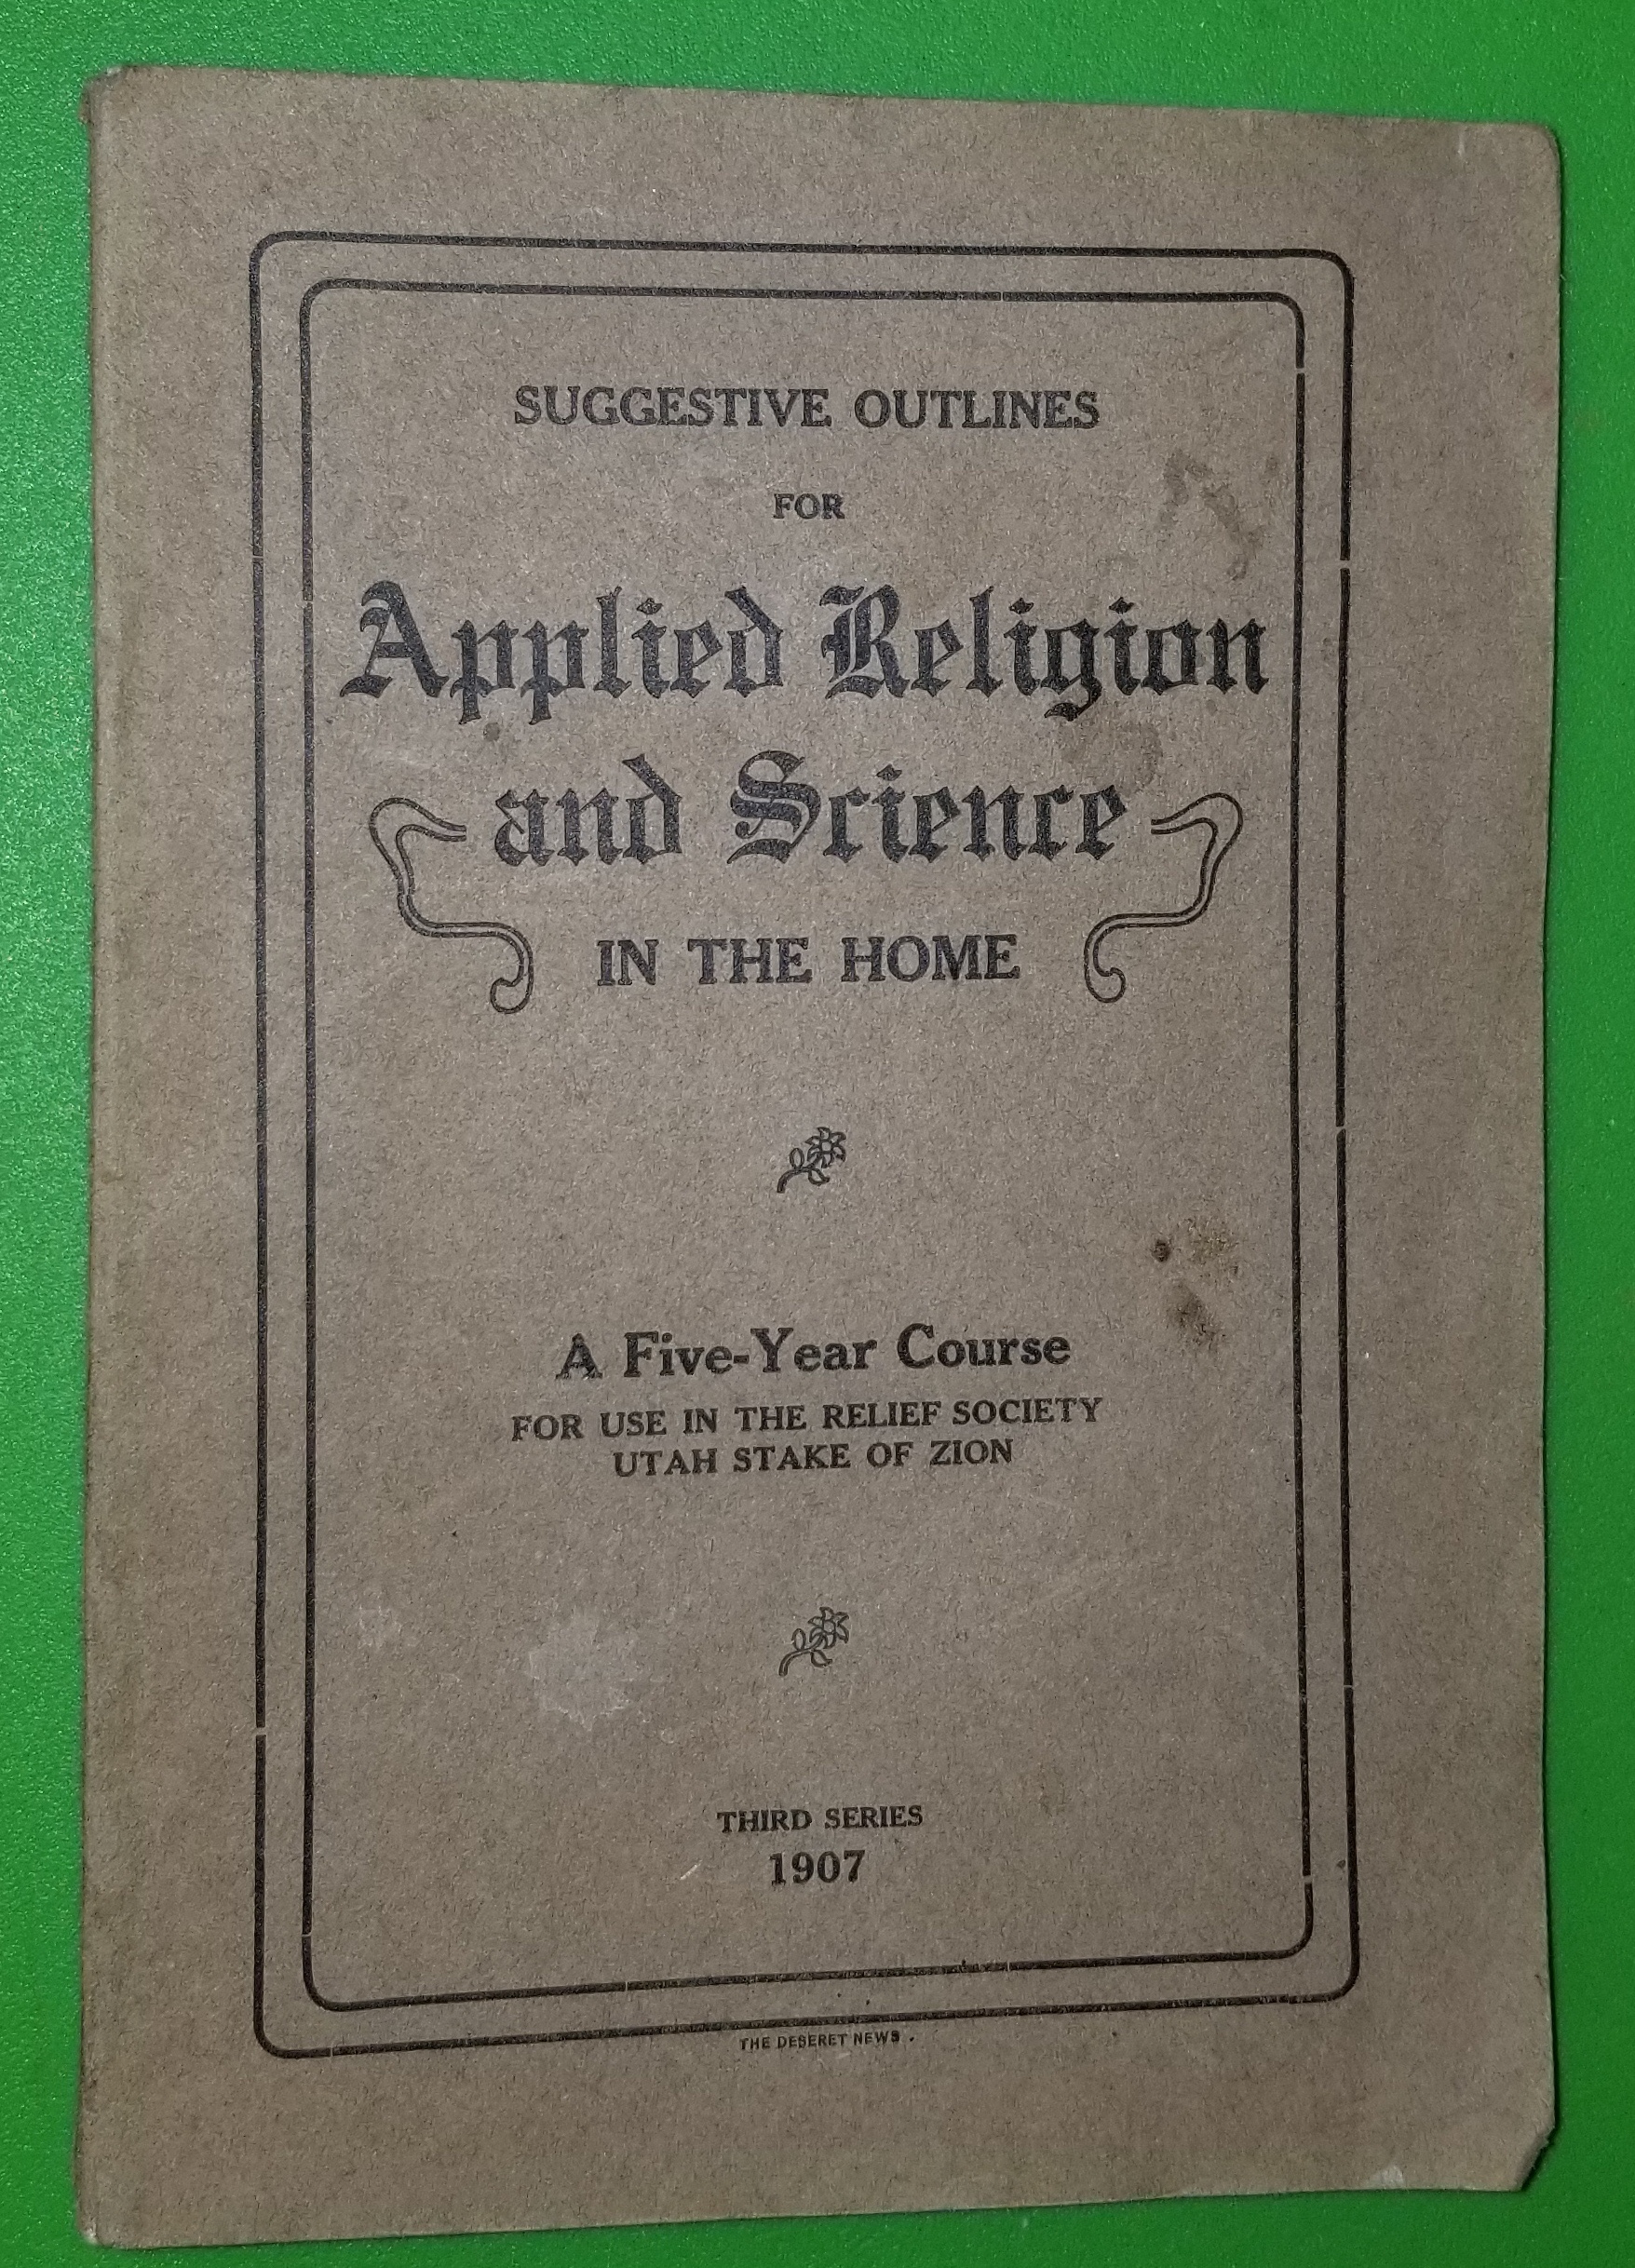 SUGGESTIVE OUTLINES
FOR
Applied Religion
and Science
IN THE HOME
A Five-Year Course
FOR USE IN THE RELIEF SOCIETY
UTAH STAKE OF ZION
THIRD SERIES
1907
THE DESERET NEWS.